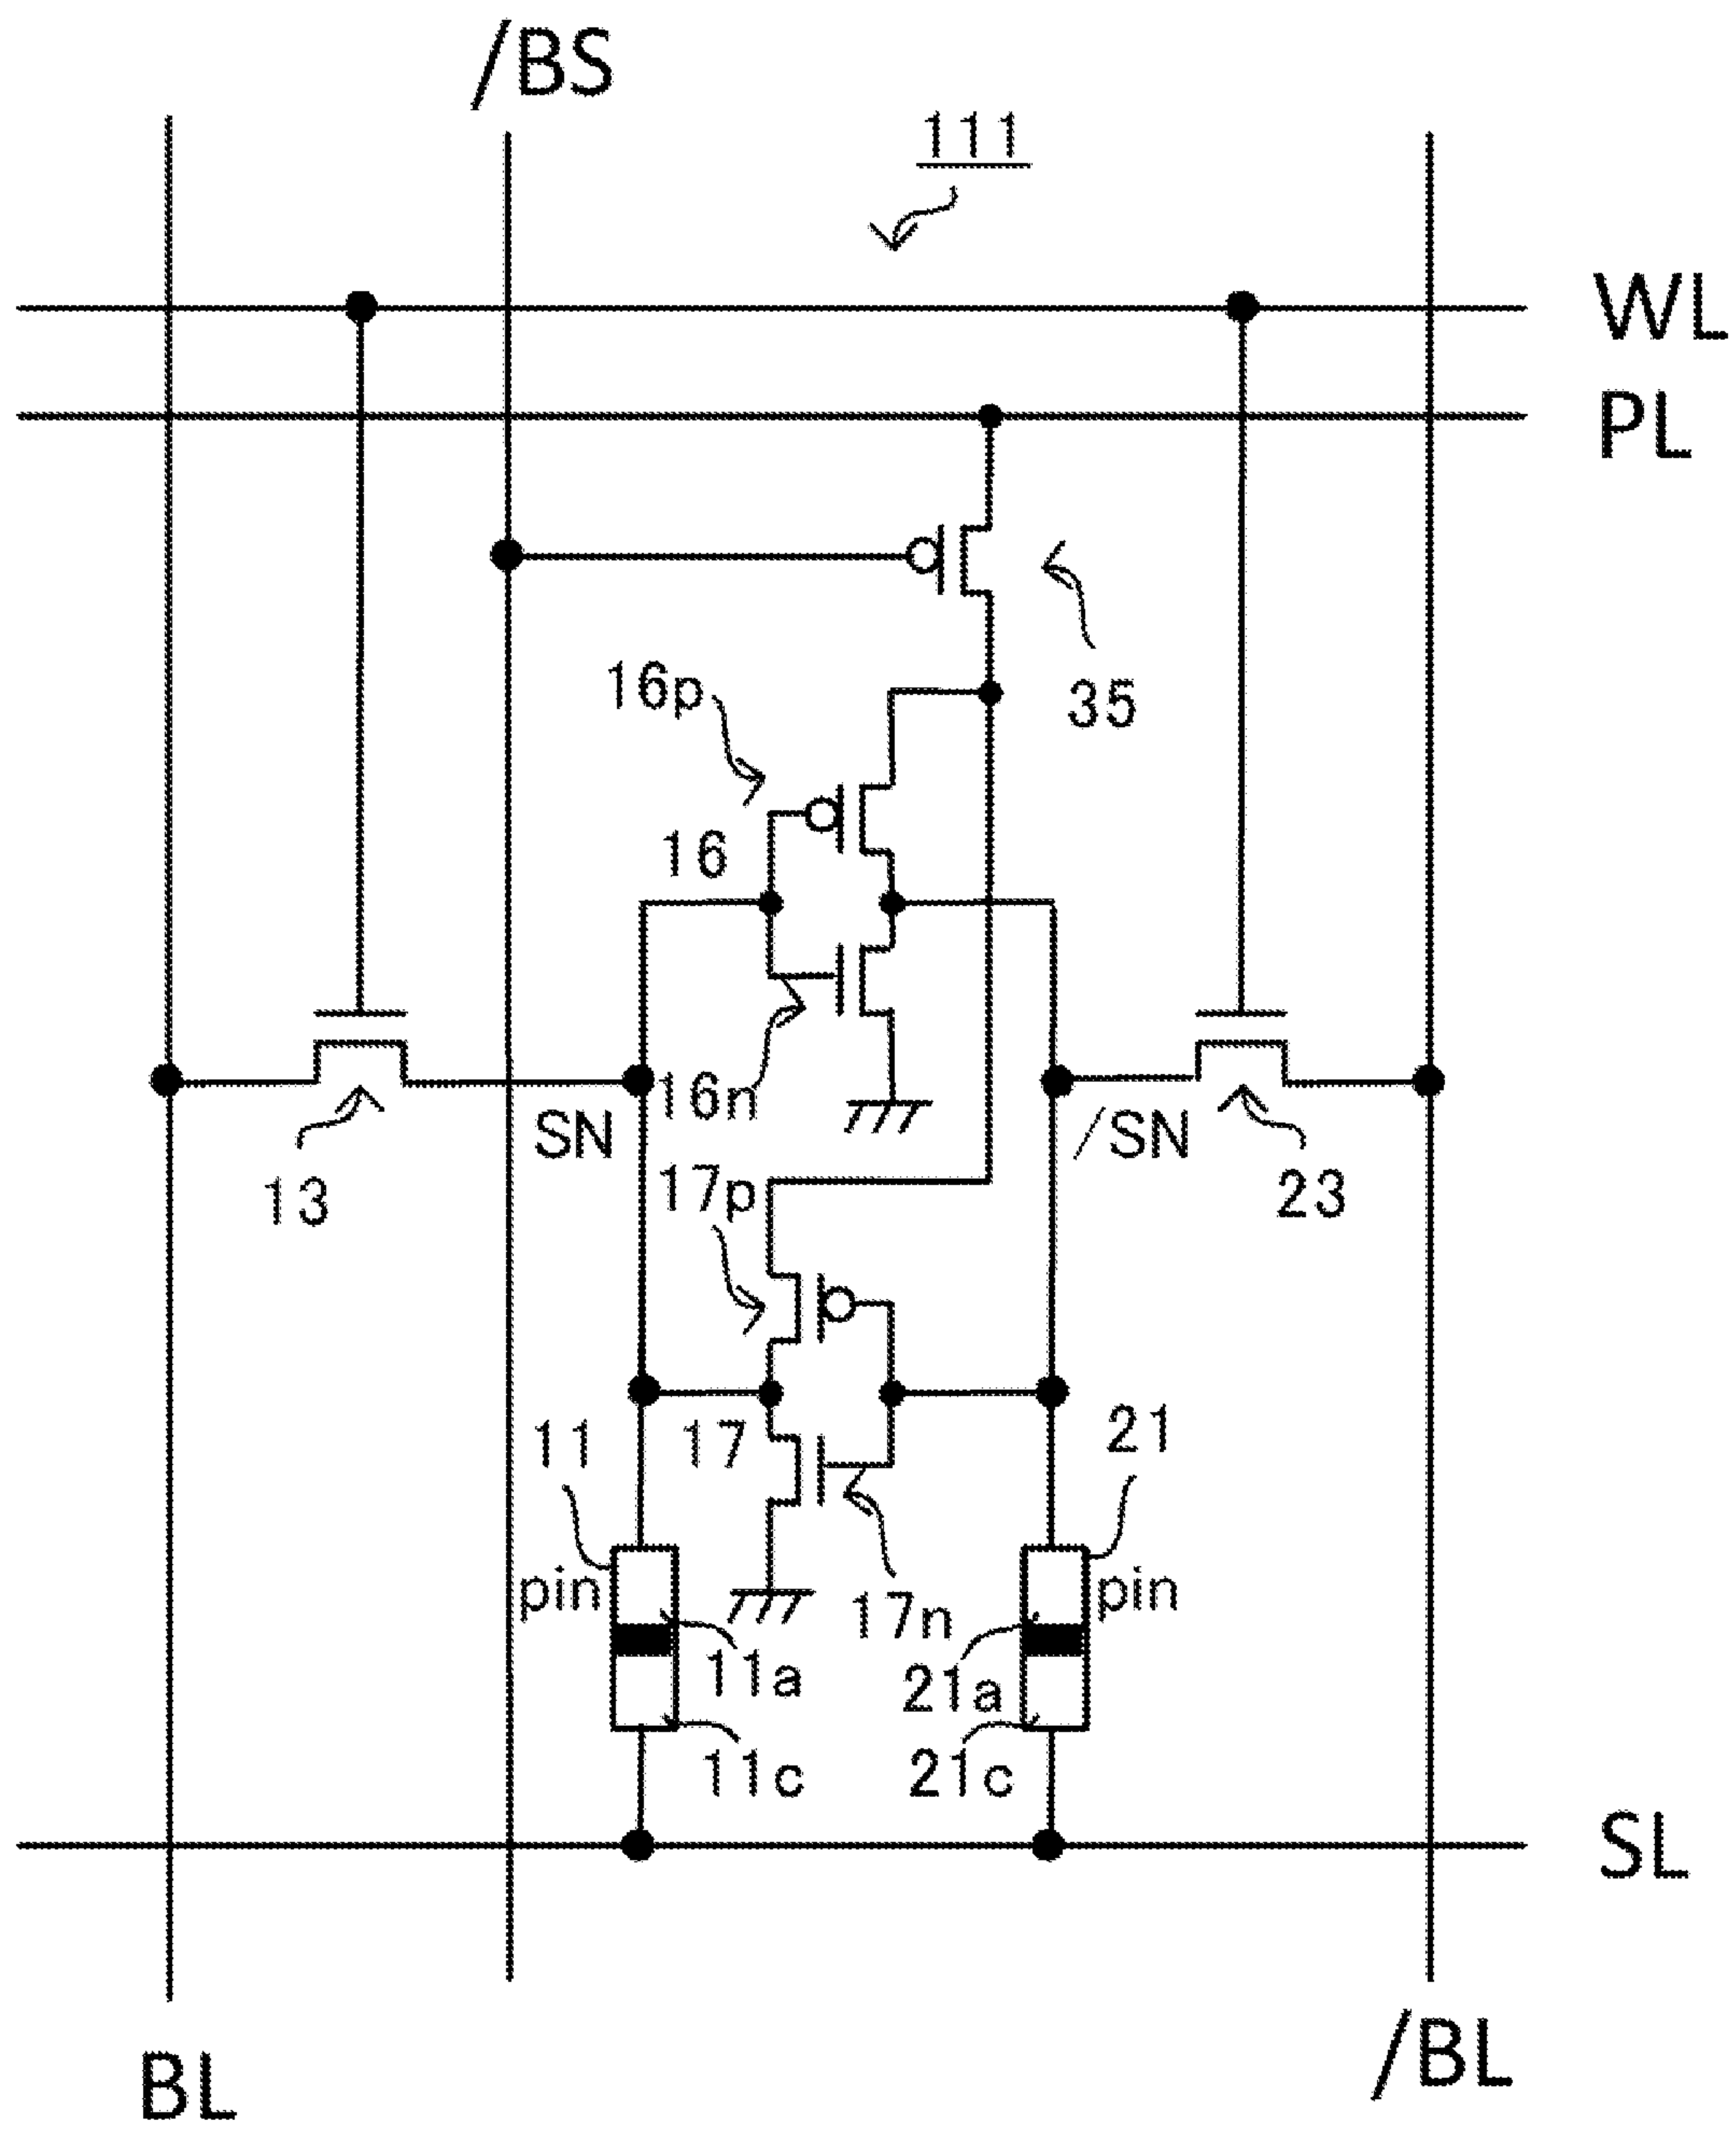 /BS
111
WL
PL
35
16p
16
16n
SN
/SN
13
23
17p
11
17
21
pin
pin
17n
11a
21a
11c
21c
SL
BL
/BL